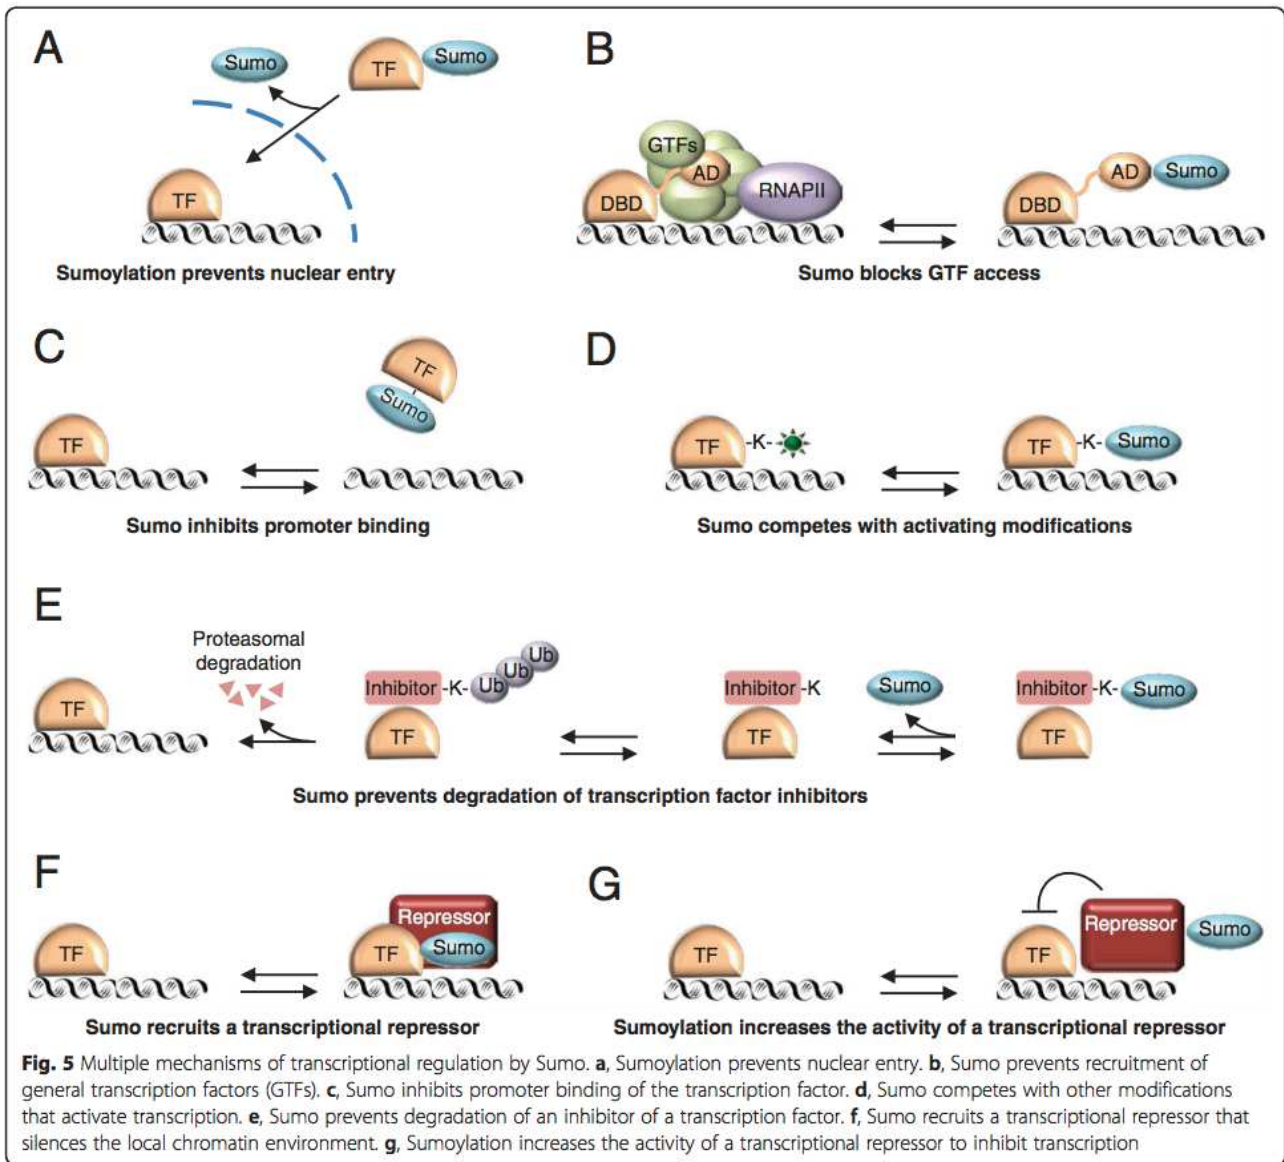 A
Sumo
TF
Sumo
TF
Sumoylation prevents nuclear entry
B
GTFs
AD
RNAPII
DBD
AD
Sumo
DBD
Sumo blocks GTF access
C
TF
Sumo
TF
Sumo inhibits promoter binding
D
TF -K-
TF -K- Sumo
Sumo competes with activating modifications
E
Proteasomal
degradation
TF
Inhibitor -K- Ub Ub Ub
TF
Inhibitor -K
TF
Sumo
Inhibitor -K- Sumo
TF
Sumo prevents degradation of transcription factor inhibitors
F
TF
Repressor
TF
Sumo
Sumo recruits a transcriptional repressor
G
TF
TF
Repressor
Sumo
Sumoylation increases the activity of a transcriptional repressor
Fig. 5 Multiple mechanisms of transcriptional regulation by Sumo. a, Sumoylation prevents nuclear entry. b, Sumo prevents recruitment of
general transcription factors (GTFs). c, Sumo inhibits promoter binding of the transcription factor. d, Sumo competes with other modifications
that activate transcription. e, Sumo prevents degradation of an inhibitor of a transcription factor. f, Sumo recruits a transcriptional repressor that
silences the local chromatin environment. g, Sumoylation increases the activity of a transcriptional repressor to inhibit transcription